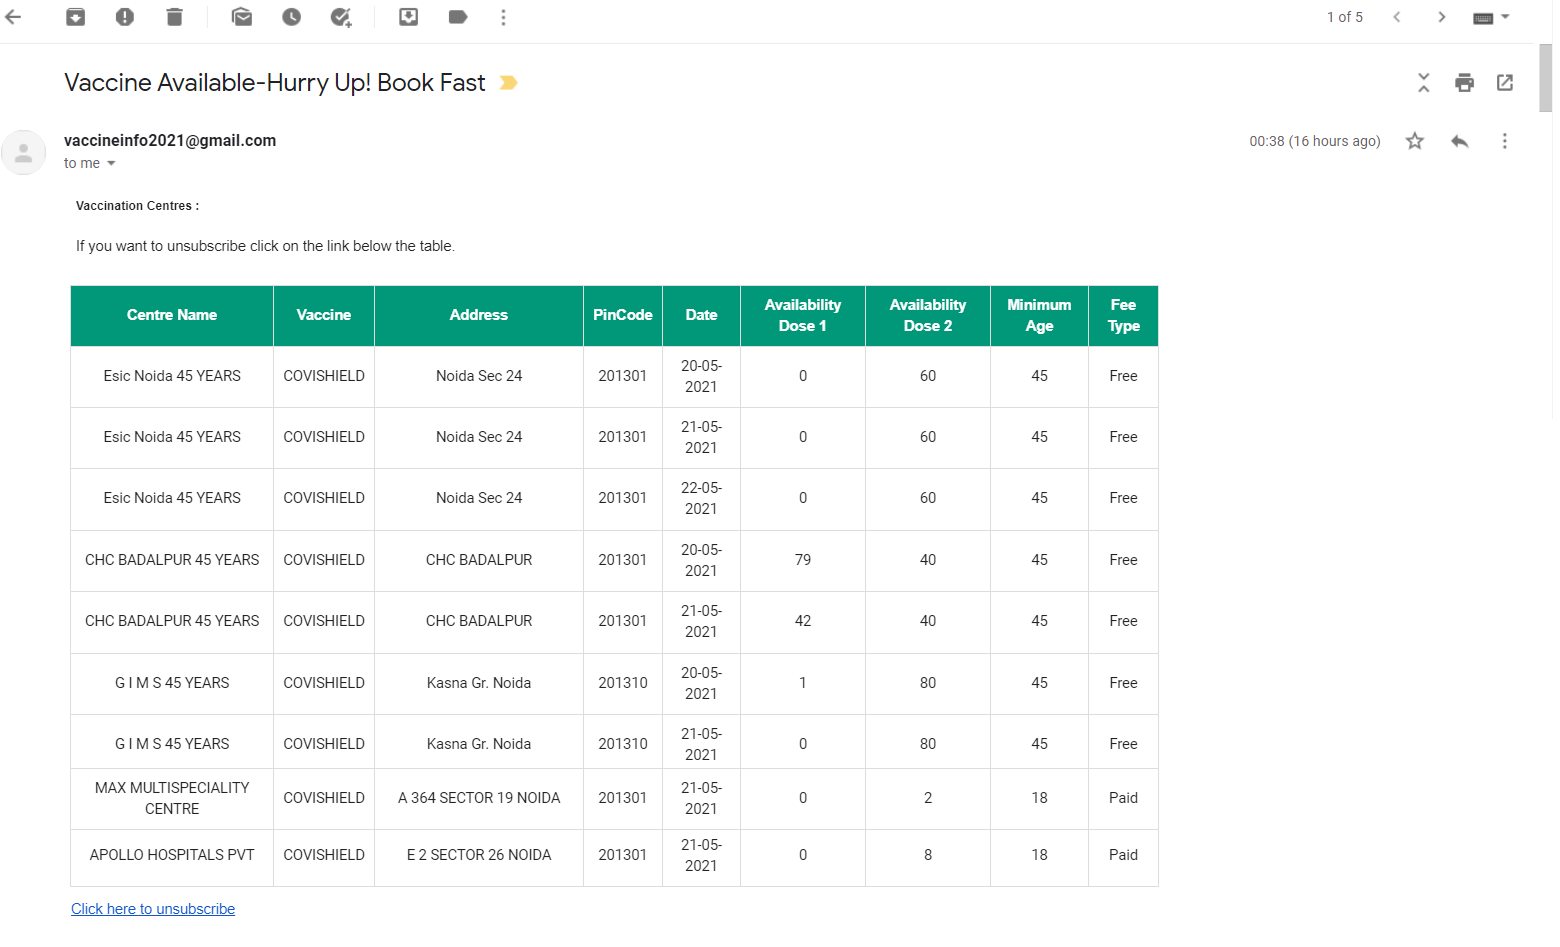 1 of 5
Vaccine Available-Hurry Up! Book Fast
vaccineinfo2021@gmail.com
00:38 (16 hours ago)
to me
Vaccination Centres :
If you want to unsubscribe click on the link below the table.
Centre Name Vaccine Address PinCode Date Availability Dose 1 Availability Dose 2 Minimum Age Fee Type
Esic Noida 45 YEARS COVISHIELD Noida Sec 24 201301 20-05-2021 0 60 45 Free
Esic Noida 45 YEARS COVISHIELD Noida Sec 24 201301 21-05-2021 0 60 45 Free
Esic Noida 45 YEARS COVISHIELD Noida Sec 24 201301 22-05-2021 0 60 45 Free
CHC BADALPUR 45 YEARS COVISHIELD CHC BADALPUR 201301 20-05-2021 79 40 45 Free
CHC BADALPUR 45 YEARS COVISHIELD CHC BADALPUR 201301 21-05-2021 42 40 45 Free
G I M S 45 YEARS COVISHIELD Kasna Gr. Noida 201310 20-05-2021 1 80 45 Free
G I M S 45 YEARS COVISHIELD Kasna Gr. Noida 201310 21-05-2021 0 80 45 Free
MAX MULTISPECIALITY CENTRE COVISHIELD A 364 SECTOR 19 NOIDA 201301 21-05-2021 0 2 18 Paid
APOLLO HOSPITALS PVT COVISHIELD E 2 SECTOR 26 NOIDA 201301 21-05-2021 0 8 18 Paid
Click here to unsubscribe